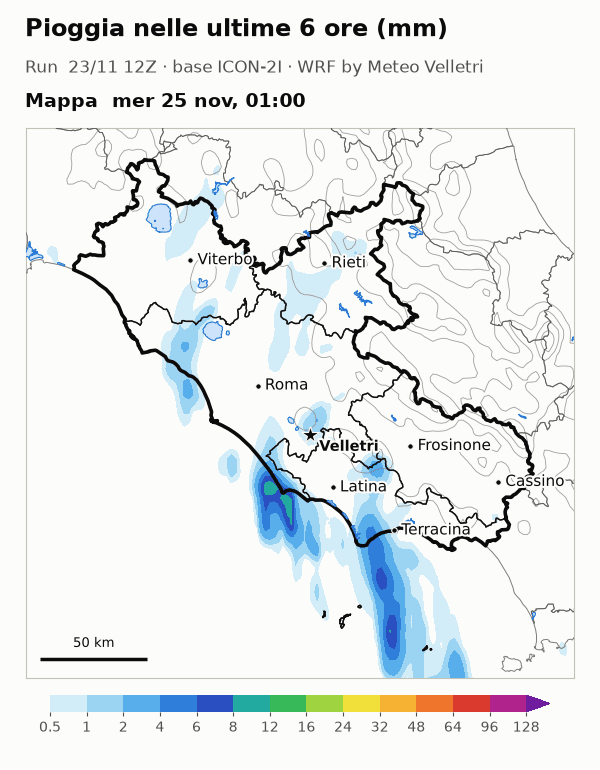 Pioggia nelle ultime 6 ore (mm)
Run  23/11 12Z · base ICON-2I · WRF by Meteo Velletri
Mappa  mer 25 nov, 01:00
Viterbo
Rieti
Roma
Velletri
Frosinone
Latina
Cassino
Terracina
50 km
0.5 1 2 4 6 8 12 16 24 32 48 64 96 128